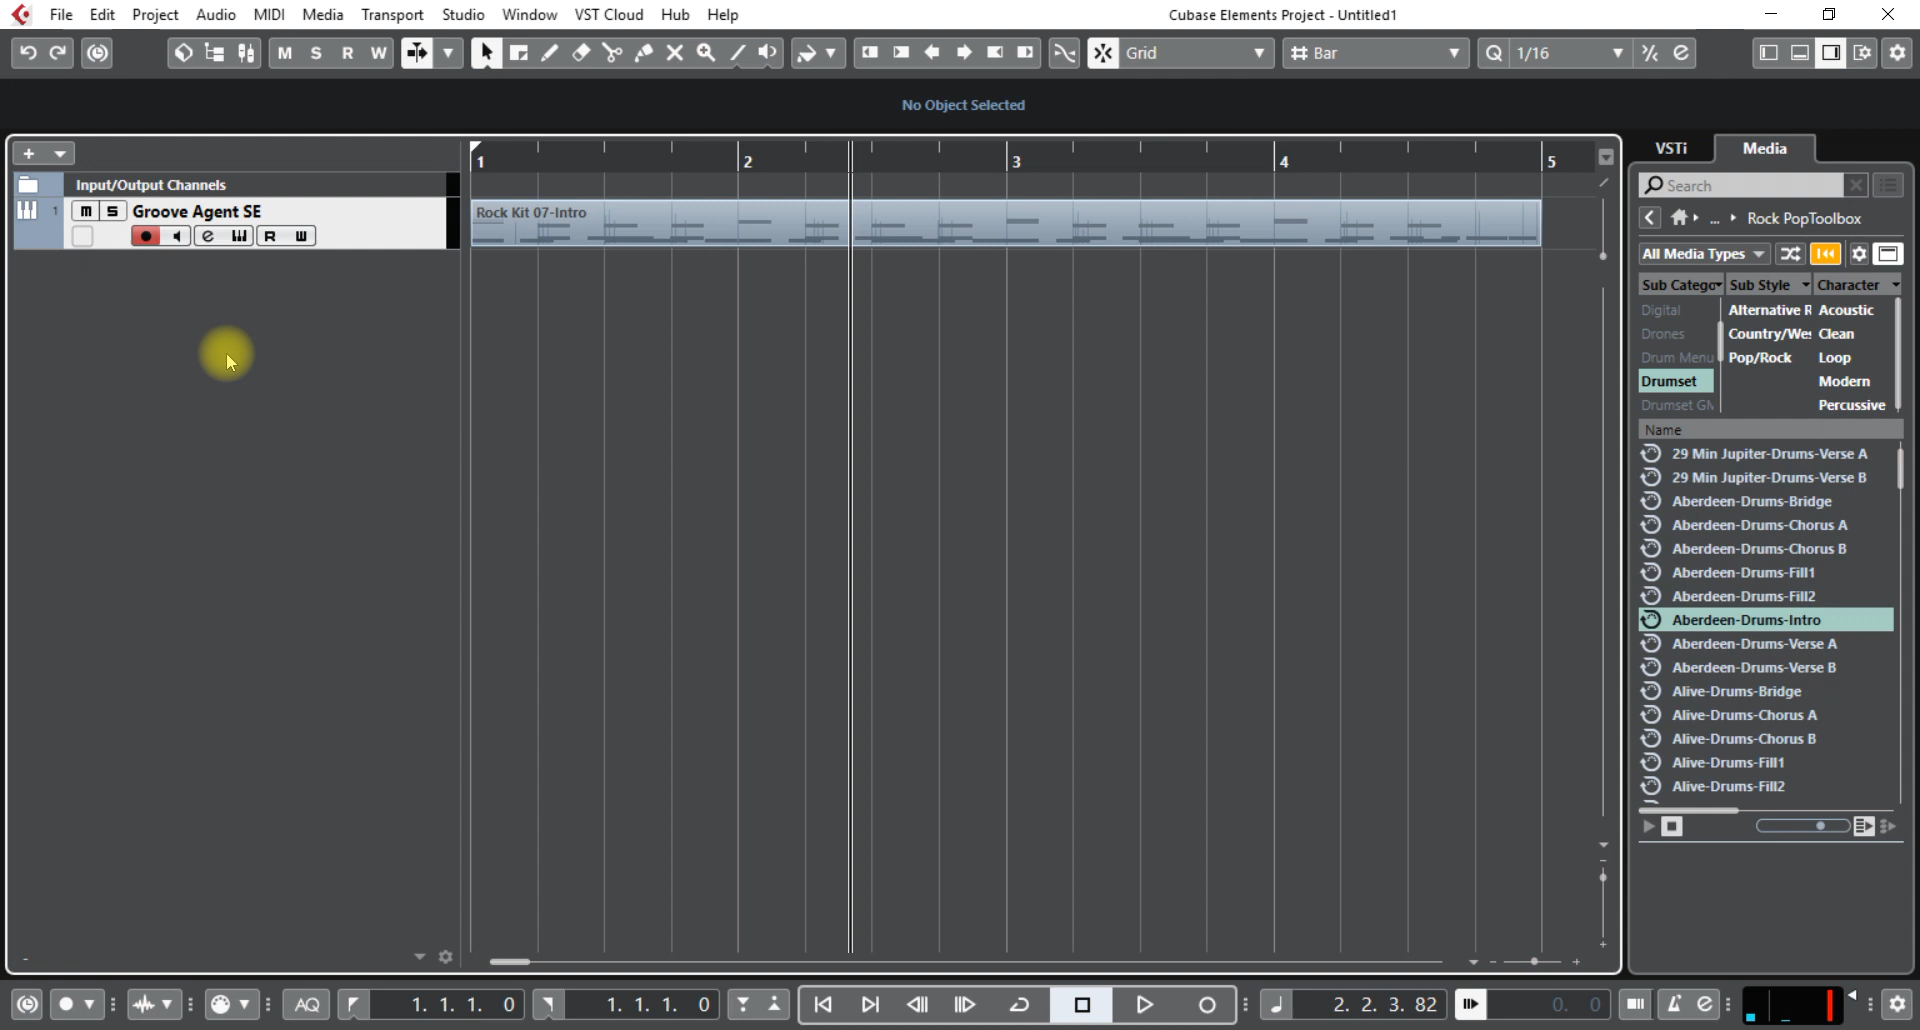 File Edit Project Audio MIDI Media Transport Studio Window VST Cloud Hub Help
Cubase Elements Project - Untitled1
M S R W Grid Bar Q 1/16
No Object Selected
VSTi Media
1 2 3 4 5
Search
Input/Output Channels
1 m S Groove Agent SE
R W
Rock Kit 07-Intro
... Rock PopToolbox
All Media Types
Sub Catego Sub Style Character
Digital Alternative R Acoustic
Drones Country/We Clean
Drum Menu Pop/Rock Loop
Drumset Modern
Drumset GM Percussive
Name
29 Min Jupiter-Drums-Verse A
29 Min Jupiter-Drums-Verse B
Aberdeen-Drums-Bridge
Aberdeen-Drums-Chorus A
Aberdeen-Drums-Chorus B
Aberdeen-Drums-Fill1
Aberdeen-Drums-Fill2
Aberdeen-Drums-Intro
Aberdeen-Drums-Verse A
Aberdeen-Drums-Verse B
Alive-Drums-Bridge
Alive-Drums-Chorus A
Alive-Drums-Chorus B
Alive-Drums-Fill1
Alive-Drums-Fill2
AQ 1. 1. 1. 0 1. 1. 1. 0 2. 2. 3. 82 0. 0